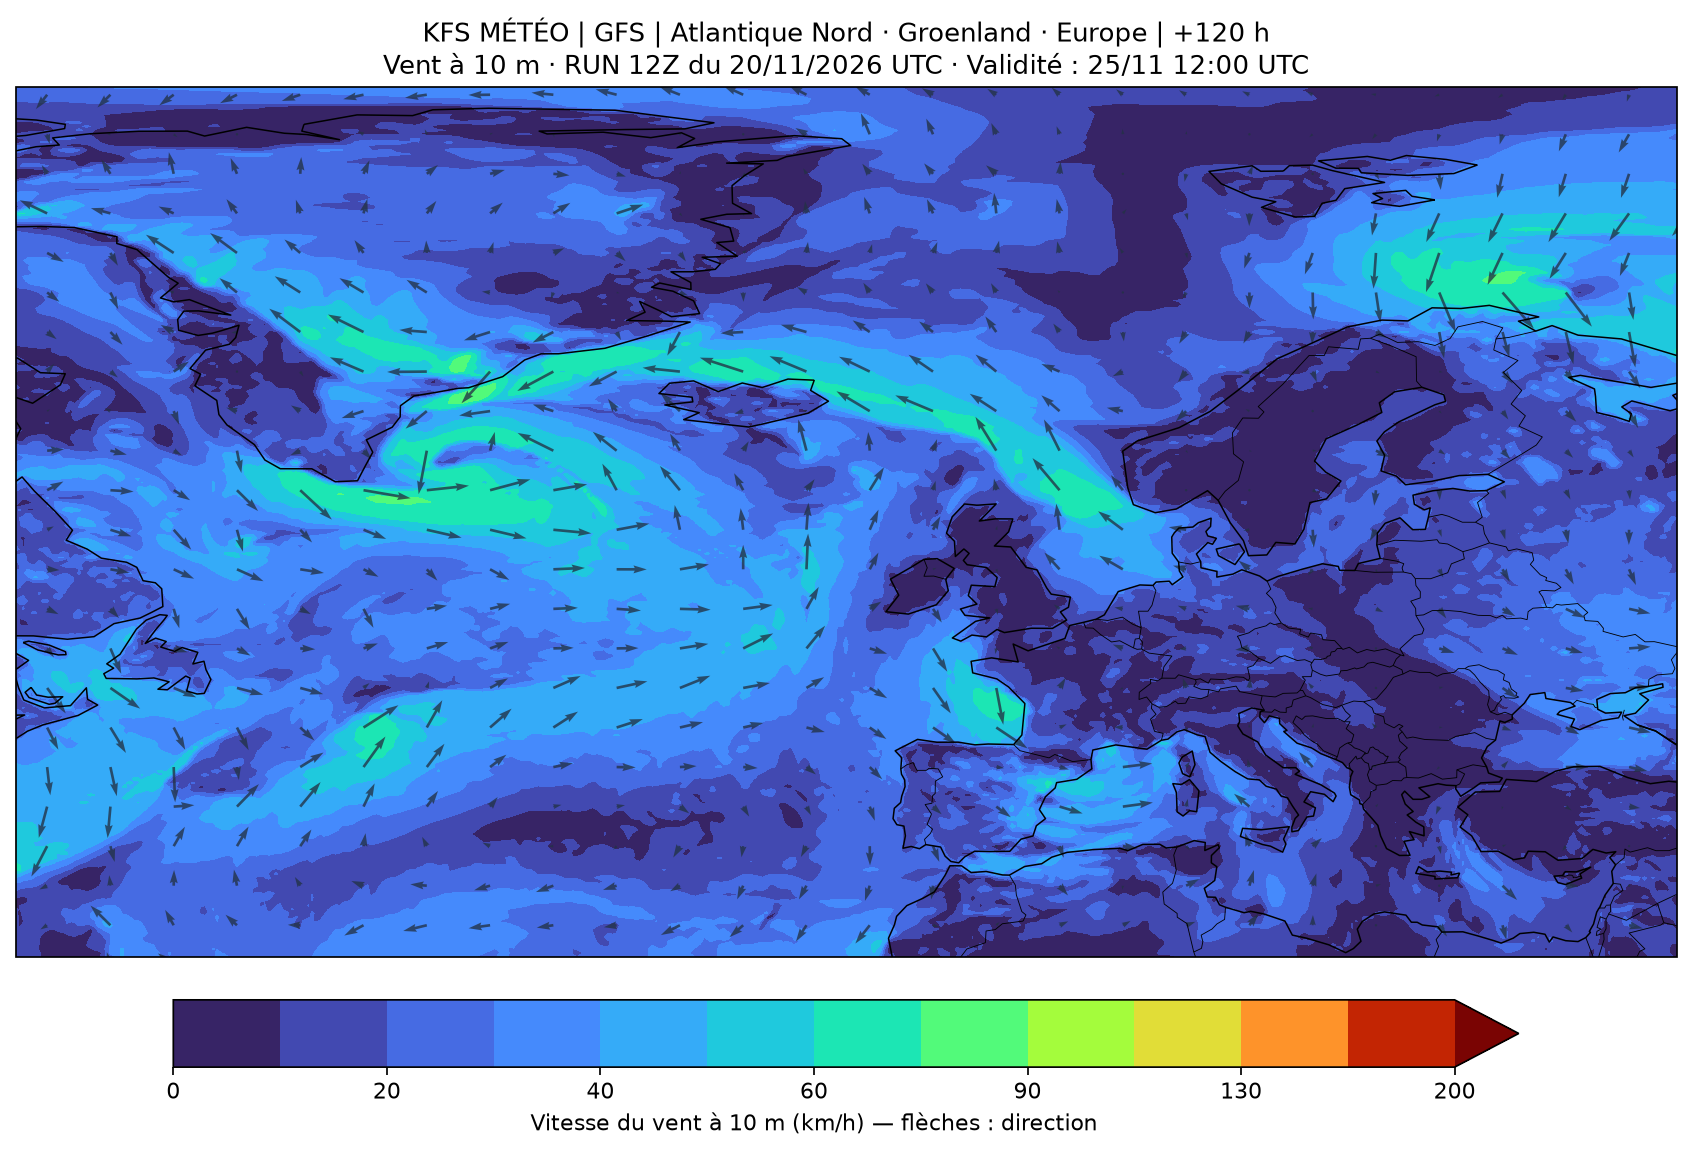 KFS MÉTÉO | GFS | Atlantique Nord · Groenland · Europe | +120 h
Vent à 10 m · RUN 12Z du 20/11/2026 UTC · Validité : 25/11 12:00 UTC
0 20 40 60 90 130 200
Vitesse du vent à 10 m (km/h) — flèches : direction